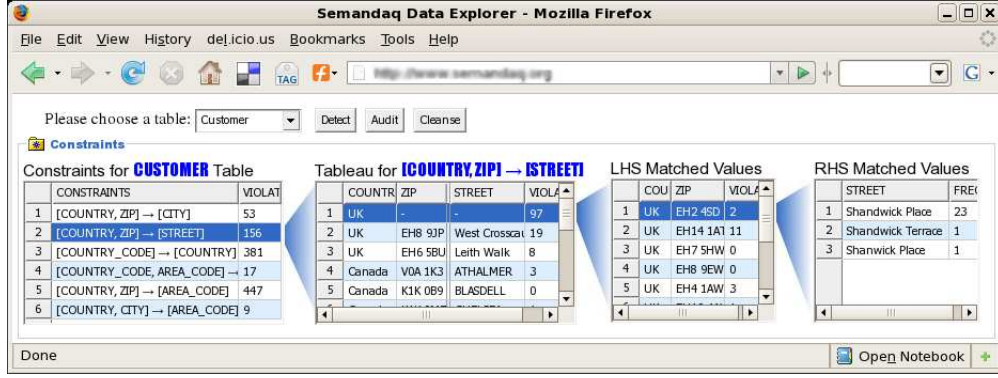 Semandaq Data Explorer - Mozilla Firefox
File Edit View History del.icio.us Bookmarks Tools Help
TAG G
Please choose a table: Customer Detect Audit Cleanse
Constraints
Constraints for CUSTOMER Table
CONSTRAINTS VIOLAT
1 [COUNTRY, ZIP] → [CITY] 53
2 [COUNTRY, ZIP] → [STREET] 156
3 [COUNTRY_CODE] → [COUNTRY] 381
4 [COUNTRY_CODE, AREA_CODE] → 17
5 [COUNTRY, ZIP] → [AREA_CODE] 447
6 [COUNTRY, CITY] → [AREA_CODE] 9
Tableau for [COUNTRY, ZIP] → [STREET]
COUNTR ZIP STREET VIOLA
1 UK - - 97
2 UK EH8 9JP West Crosscau 19
3 UK EH6 5BU Leith Walk 8
4 Canada V0A 1K3 ATHALMER 3
5 Canada K1K 0B9 BLASDELL 0
LHS Matched Values
COU ZIP VIOLA
1 UK EH2 4SD 2
2 UK EH14 1AT 11
3 UK EH7 5HW 0
4 UK EH8 9EW 0
5 UK EH4 1AW 3
RHS Matched Values
STREET FREQ
1 Shandwick Place 23
2 Shandwick Terrace 1
3 Shanwick Place 1
Done Open Notebook